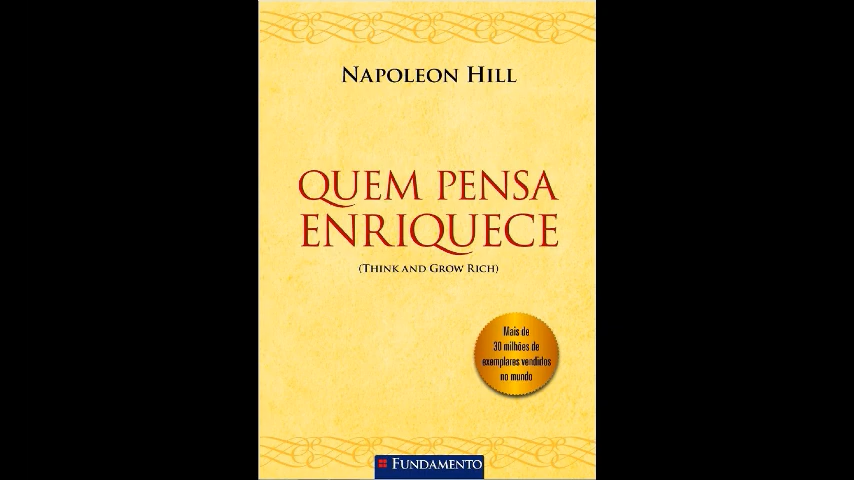 NAPOLEON HILL
QUEM PENSA
ENRIQUECE
(THINK AND GROW RICH)
Mais de
30 milhões de
exemplares vendidos
no mundo
FUNDAMENTO